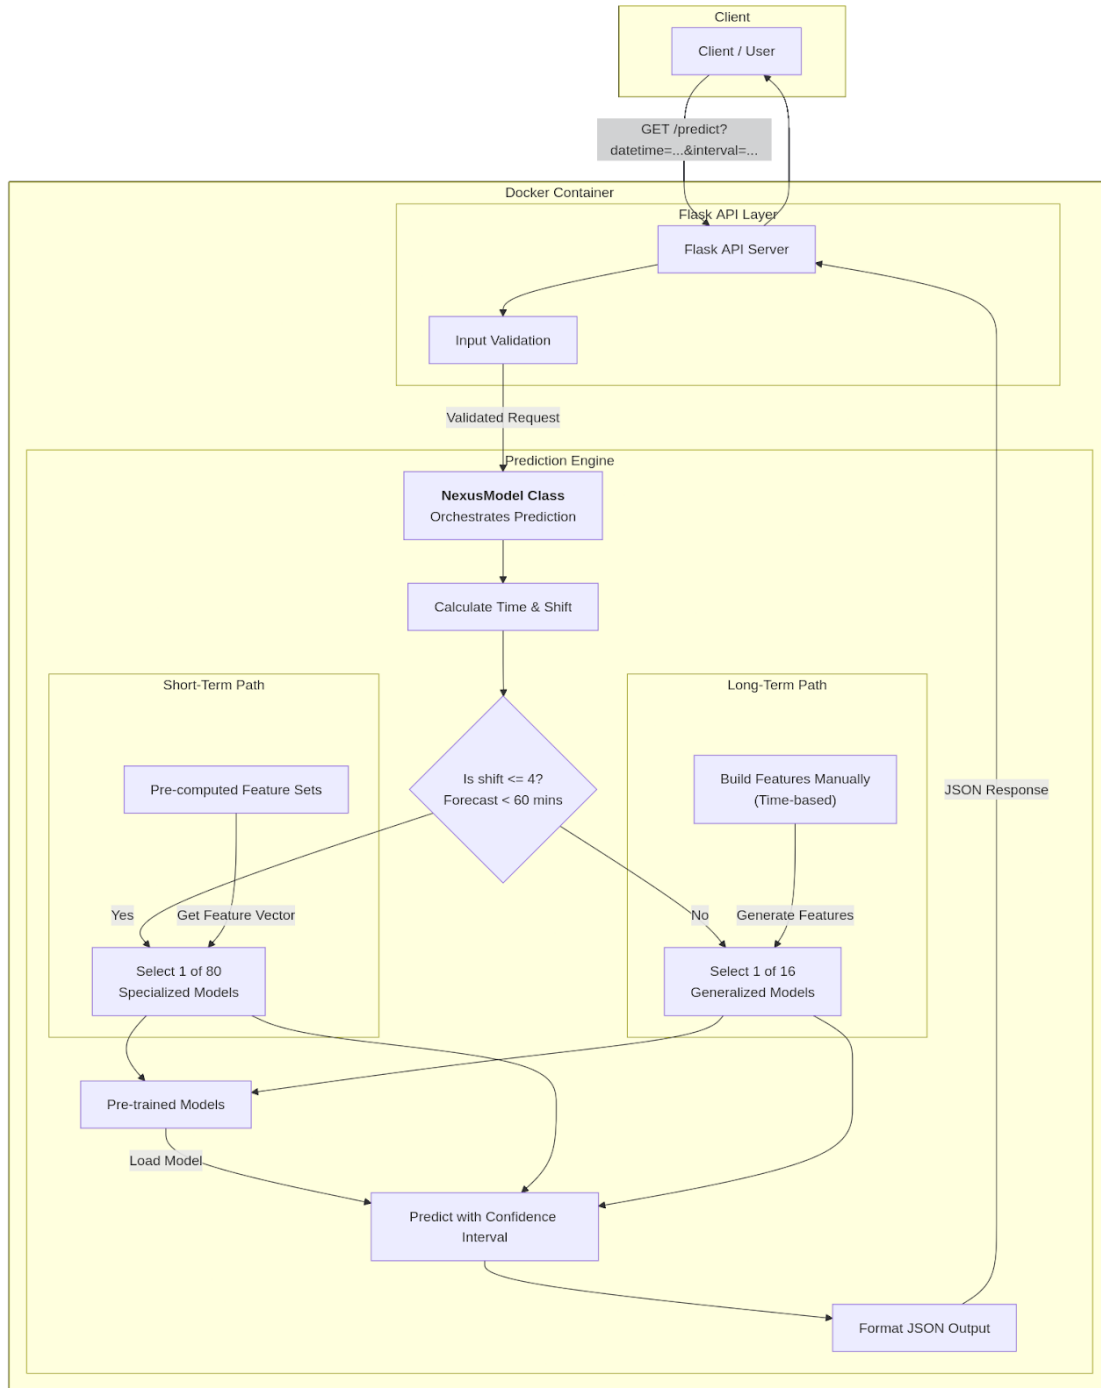 Client
Client / User
GET /predict?
datetime=...&interval=...
Docker Container
Flask API Layer
Flask API Server
Input Validation
Validated Request
Prediction Engine
NexusModel Class
Orchestrates Prediction
Calculate Time & Shift
Short-Term Path
Long-Term Path
Is shift <= 4?
Forecast < 60 mins
Pre-computed Feature Sets
Build Features Manually
(Time-based)
JSON Response
Yes
Get Feature Vector
No
Generate Features
Select 1 of 80
Specialized Models
Select 1 of 16
Generalized Models
Pre-trained Models
Load Model
Predict with Confidence
Interval
Format JSON Output